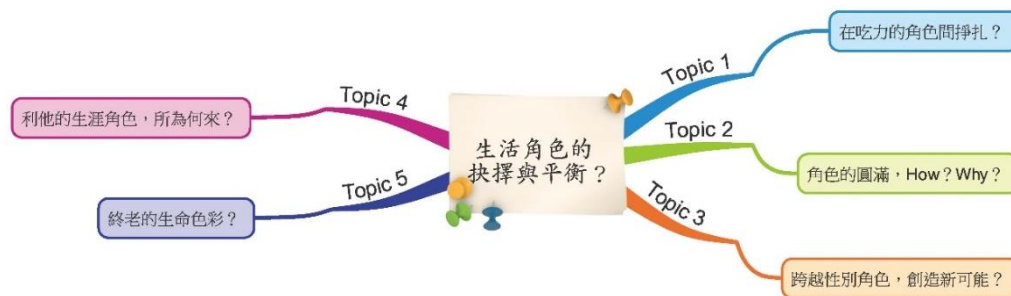 生活角色的
抉擇與平衡？
Topic 1
在吃力的角色間掙扎？
Topic 2
角色的圓滿，How？Why？
Topic 3
跨越性別角色，創造新可能？
Topic 4
利他的生涯角色，所為何來？
Topic 5
終老的生命色彩？